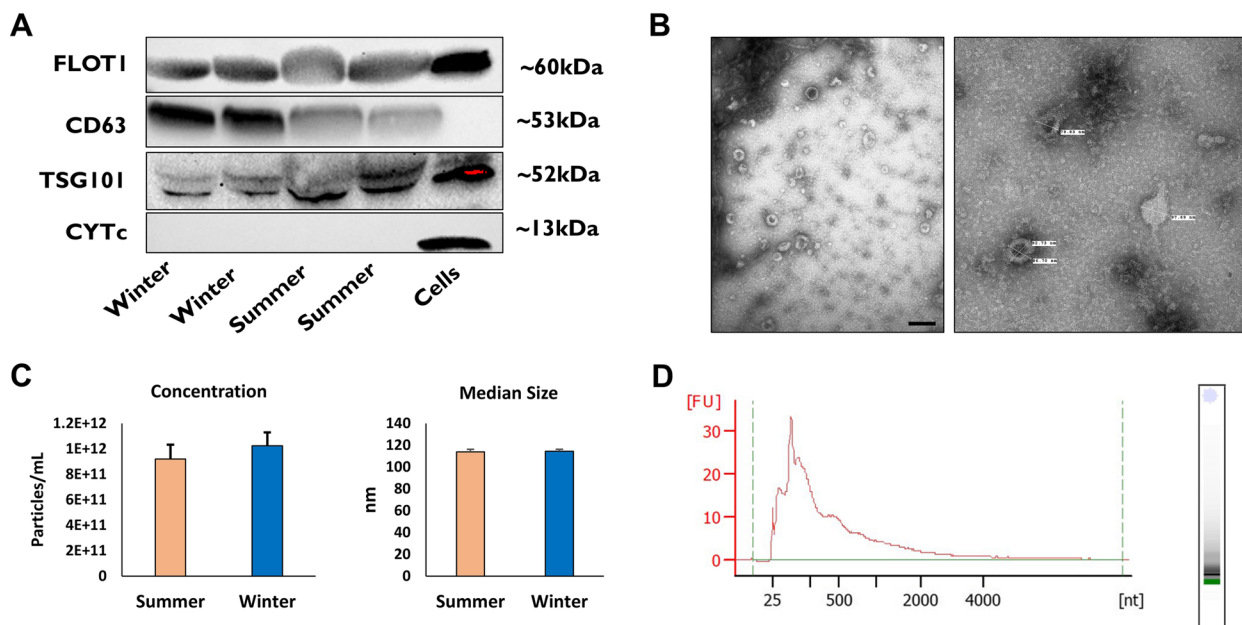 A
FLOT1
~60kDa
CD63
~53kDa
TSG101
~52kDa
CYTc
~13kDa
Winter
Winter
Summer
Summer
Cells
B
C
Concentration
1.2E+12
1E+12
8E+11
6E+11
4E+11
2E+11
0
Particles/mL
Summer
Winter
Median Size
140
120
100
80
60
40
20
0
nm
Summer
Winter
D
[FU]
30
20
10
0
25
500
2000
4000
[nt]